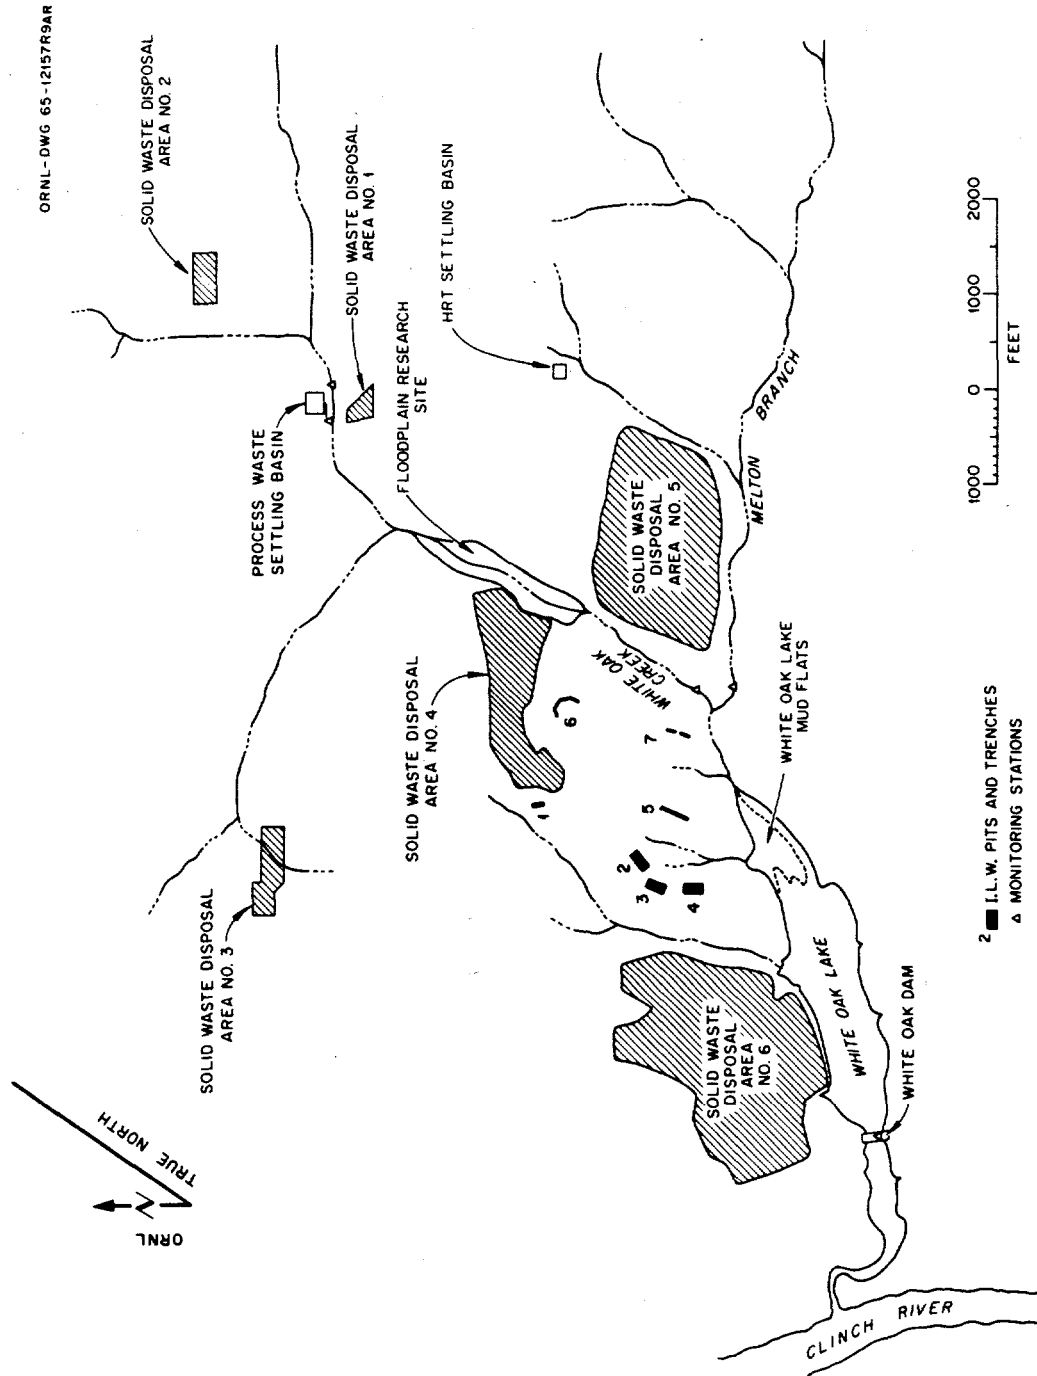 ORNL-DWG 65-12157R9AR
SOLID WASTE DISPOSAL
AREA NO. 2
SOLID WASTE DISPOSAL
AREA NO. 1
PROCESS WASTE
SETTLING BASIN
FLOODPLAIN RESEARCH
SITE
HRT SETTLING BASIN
SOLID WASTE DISPOSAL
AREA NO. 3
SOLID WASTE DISPOSAL
AREA NO. 4
SOLID WASTE
DISPOSAL
AREA NO. 5
SOLID WASTE
DISPOSAL
AREA
NO. 6
TRUE NORTH
N
ORNL
WHITE OAK
CREEK
MELTON
BRANCH
1
2
3
4
5
6
7
WHITE OAK LAKE
MUD FLATS
WHITE OAK LAKE
WHITE OAK DAM
CLINCH RIVER
2 I.L.W. PITS AND TRENCHES
MONITORING STATIONS
1000 0 1000 2000
FEET